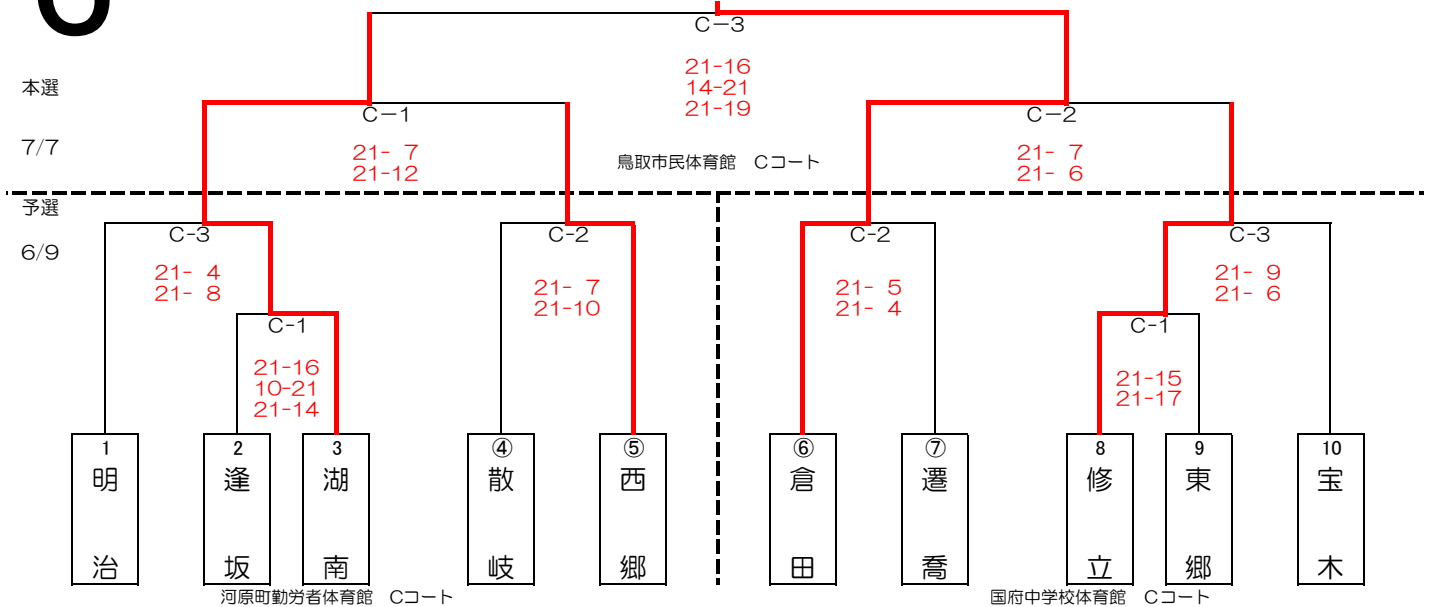 C-3
21-16
14-21
21-19
本選
7/7
C-1
21- 7
21-12
鳥取市民体育館 Cコート
C-2
21- 7
21- 6
予選
6/9
C-3
21- 4
21- 8
C-2
21- 7
21-10
C-2
21- 5
21- 4
C-3
21- 9
21- 6
C-1
21-16
10-21
21-14
C-1
21-15
21-17
1
明治
2
逢坂
3
湖南
④
散岐
⑤
西郷
⑥
倉田
⑦
遷喬
8
修立
9
東郷
10
宝木
河原町勤労者体育館 Cコート
国府中学校体育館 Cコート